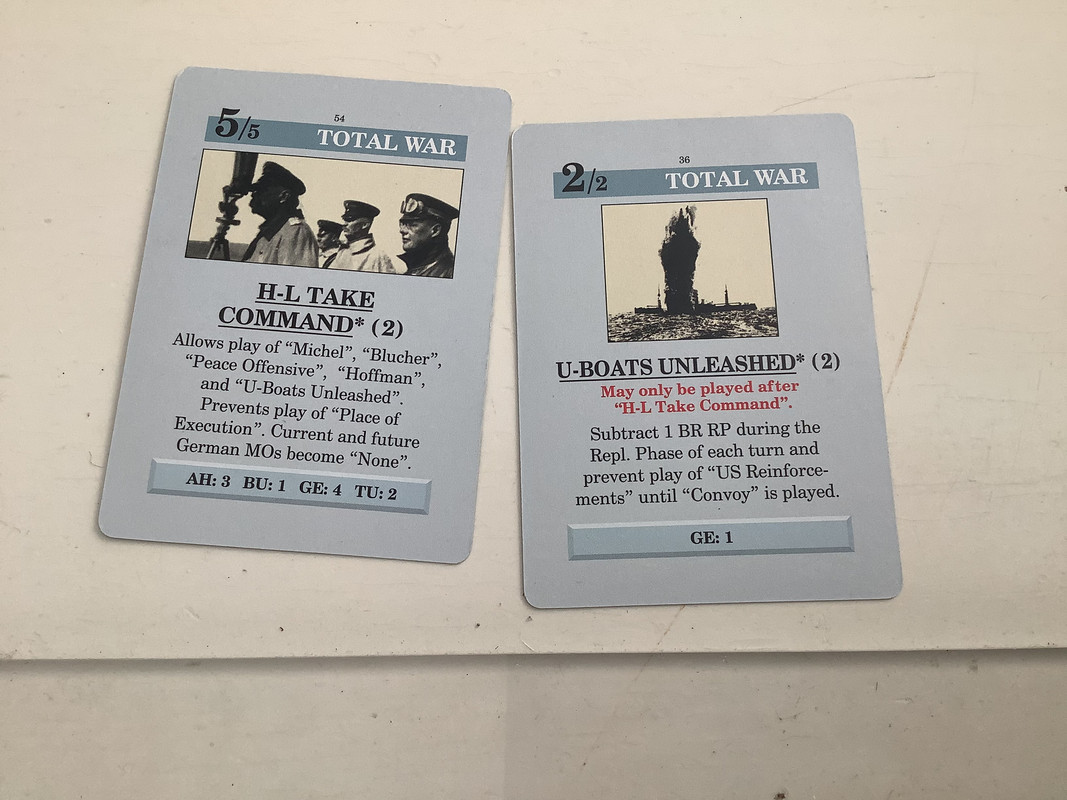 54
5/5 TOTAL WAR
H-L TAKE
COMMAND* (2)
Allows play of “Michel”, “Blucher”,
“Peace Offensive”, “Hoffman”,
and “U-Boats Unleashed”.
Prevents play of “Place of
Execution”. Current and future
German MOs become “None”.
AH: 3 BU: 1 GE: 4 TU: 2
36
2/2 TOTAL WAR
U-BOATS UNLEASHED* (2)
May only be played after
“H-L Take Command”.
Subtract 1 BR RP during the
Repl. Phase of each turn and
prevent play of “US Reinforce-
ments” until “Convoy” is played.
GE: 1